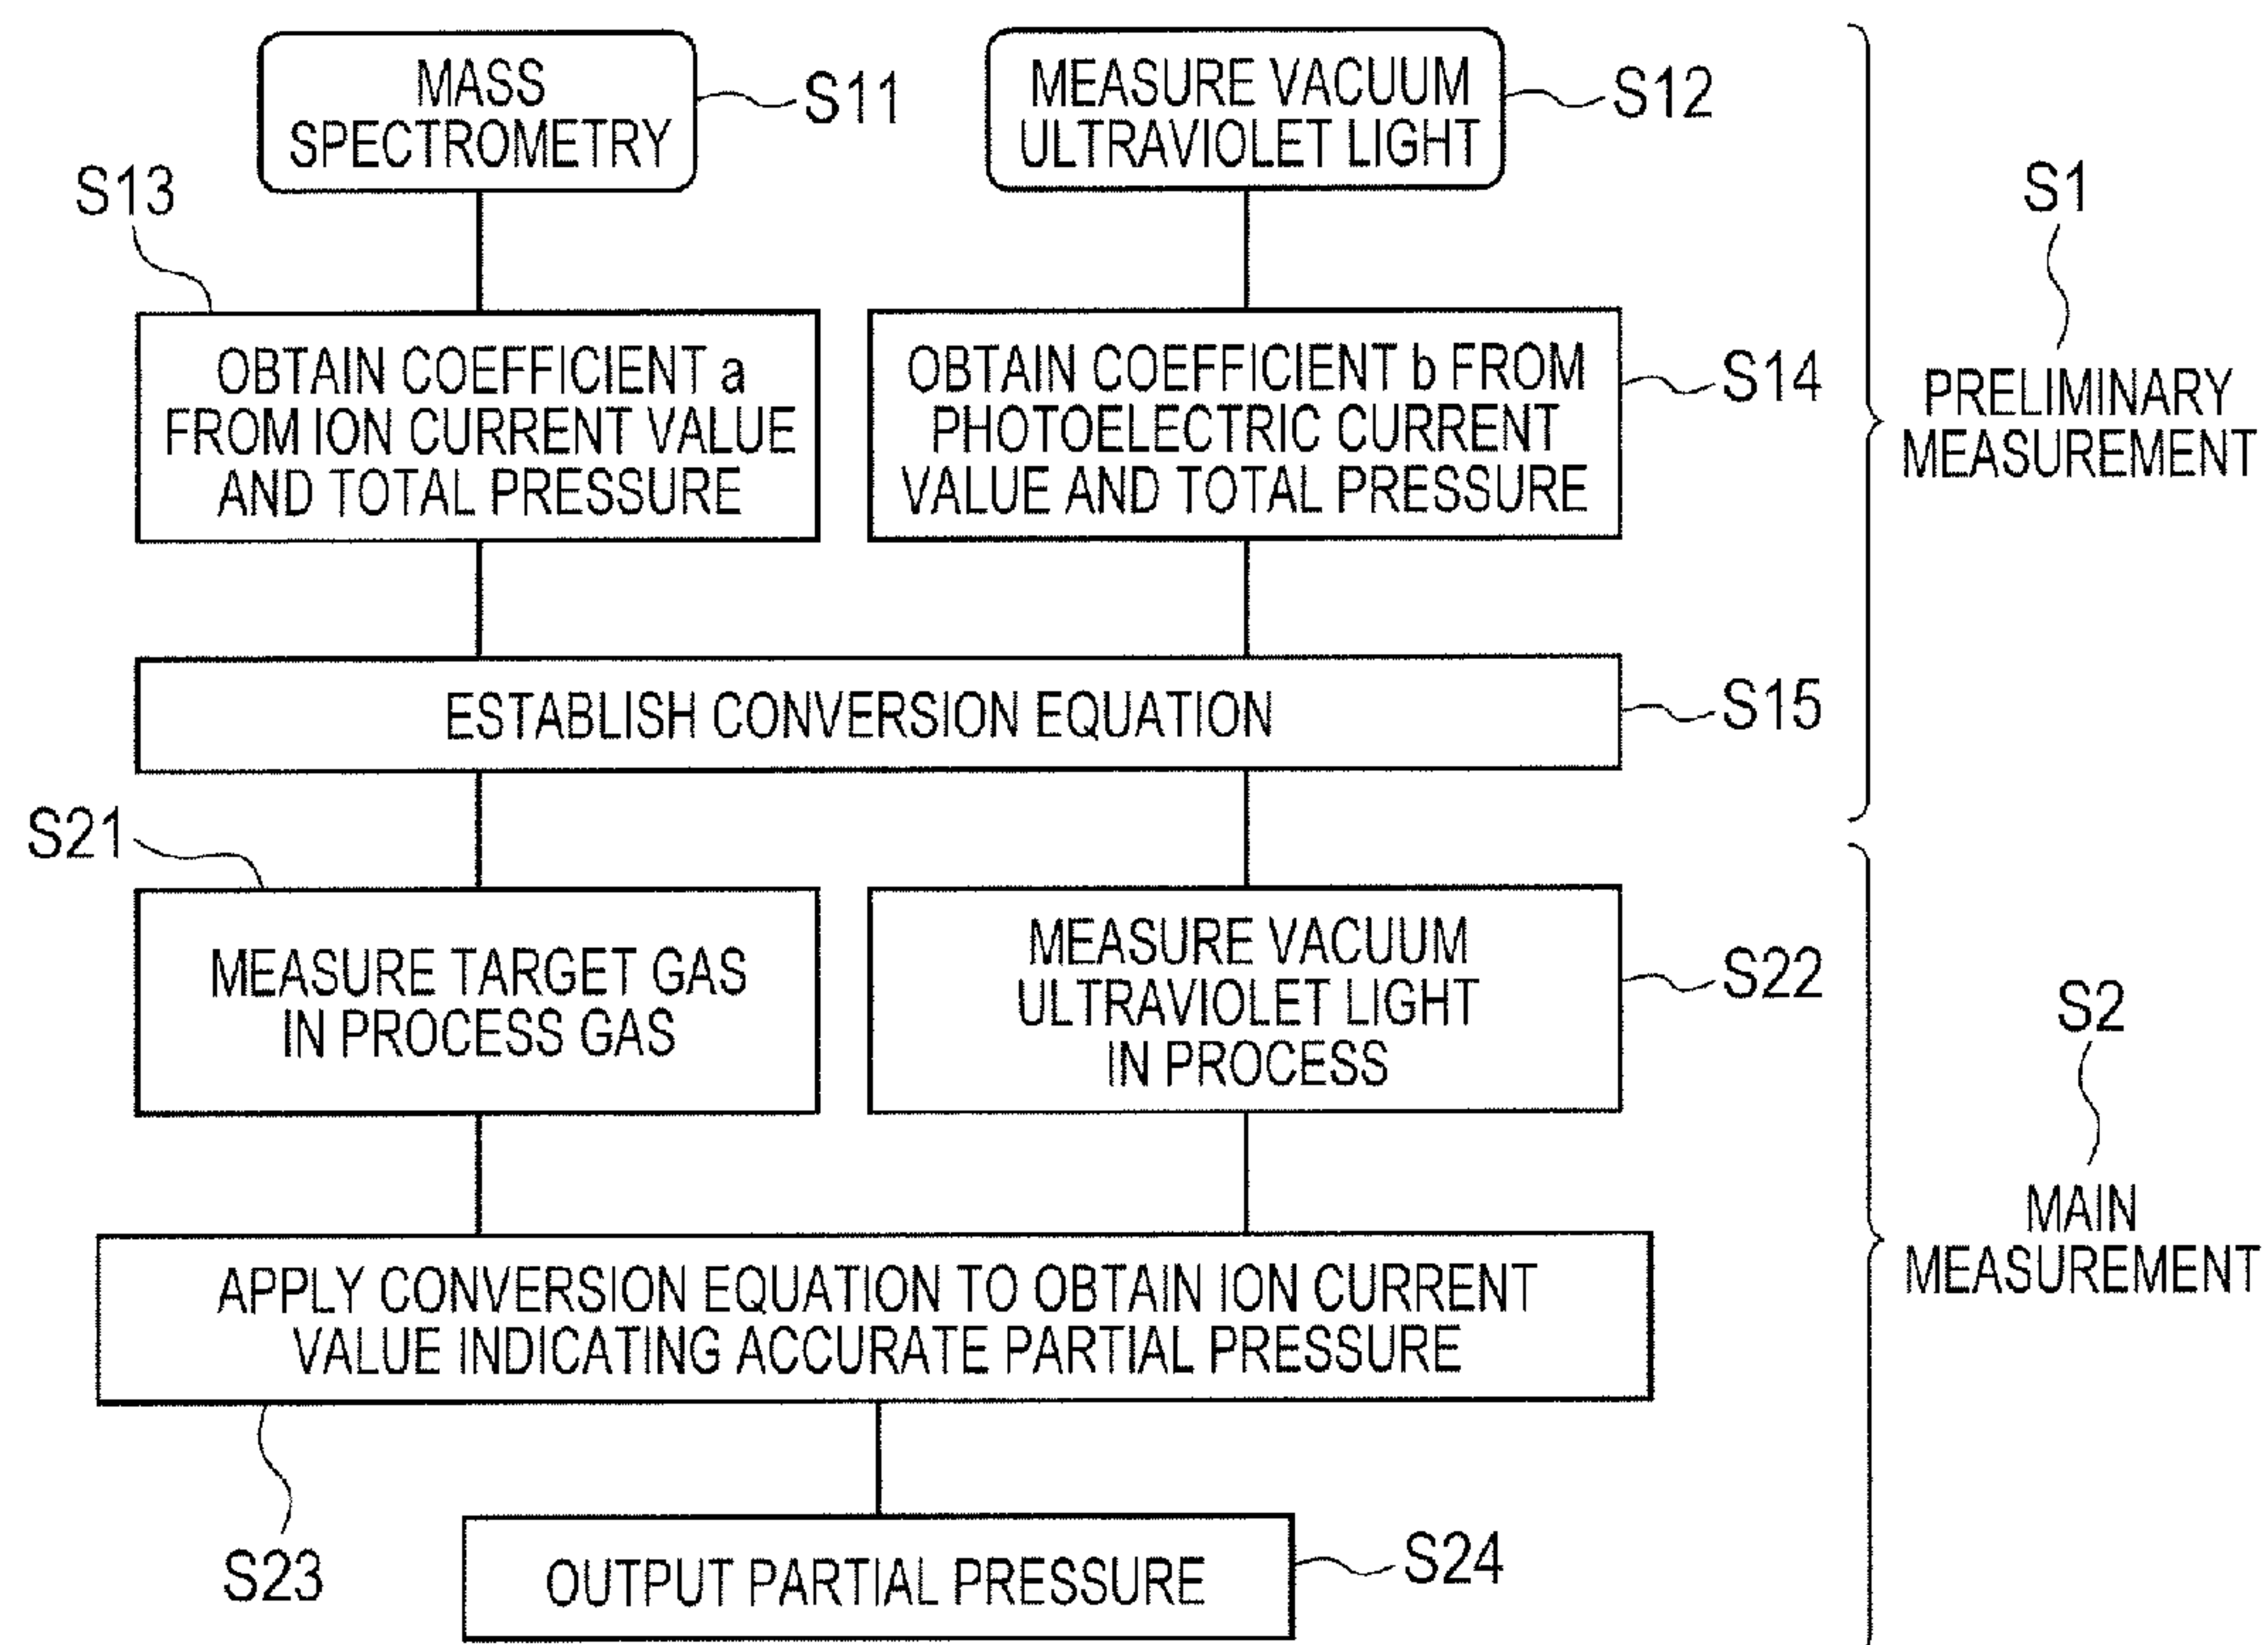 MASS
SPECTROMETRY
S11
MEASURE VACUUM
ULTRAVIOLET LIGHT
S12
S13
OBTAIN COEFFICIENT a
FROM ION CURRENT VALUE
AND TOTAL PRESSURE
OBTAIN COEFFICIENT b FROM
PHOTOELECTRIC CURRENT
VALUE AND TOTAL PRESSURE
S14
S1
PRELIMINARY
MEASUREMENT
ESTABLISH CONVERSION EQUATION
S15
S21
MEASURE TARGET GAS
IN PROCESS GAS
MEASURE VACUUM
ULTRAVIOLET LIGHT
IN PROCESS
S22
S2
MAIN
MEASUREMENT
APPLY CONVERSION EQUATION TO OBTAIN ION CURRENT
VALUE INDICATING ACCURATE PARTIAL PRESSURE
S23
OUTPUT PARTIAL PRESSURE
S24